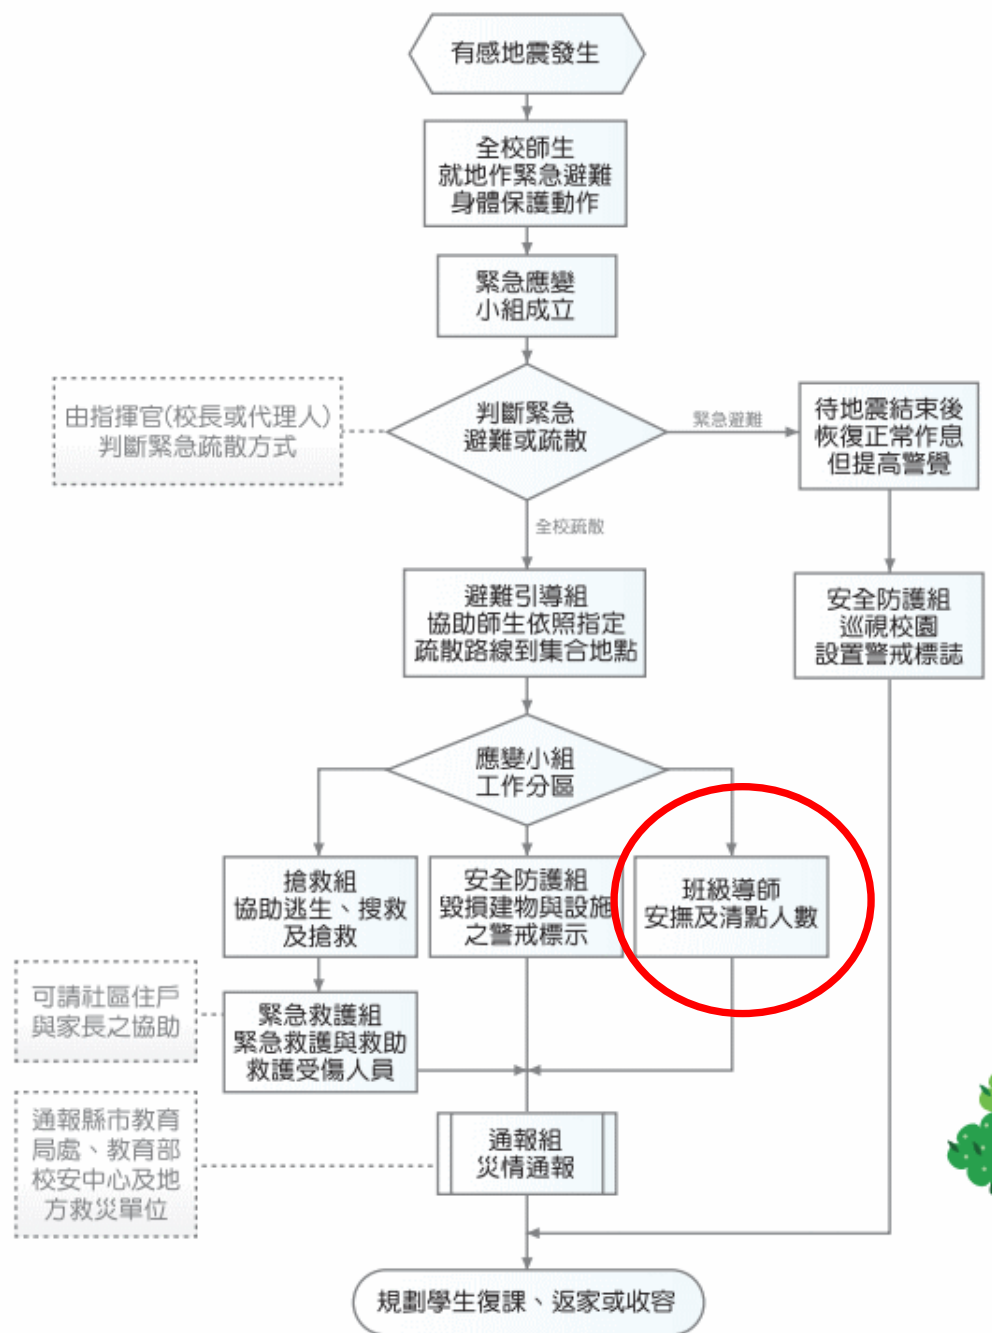 有感地震發生
全校師生
就地作緊急避難
身體保護動作
緊急應變
小組成立
由指揮官(校長或代理人)
判斷緊急疏散方式
判斷緊急
避難或疏散
緊急避難
待地震結束後
恢復正常作息
但提高警覺
全校疏散
避難引導組
協助師生依照指定
疏散路線到集合地點
安全防護組
巡視校園
設置警戒標誌
應變小組
工作分區
搶救組
協助逃生、搜救
及搶救
安全防護組
毀損建物與設施
之警戒標示
班級導師
安撫及清點人數
可請社區住戶
與家長之協助
緊急救護組
緊急救護與救助
救護受傷人員
通報縣市教育
局處、教育部
校安中心及地
方救災單位
通報組
災情通報
規劃學生復課、返家或收容